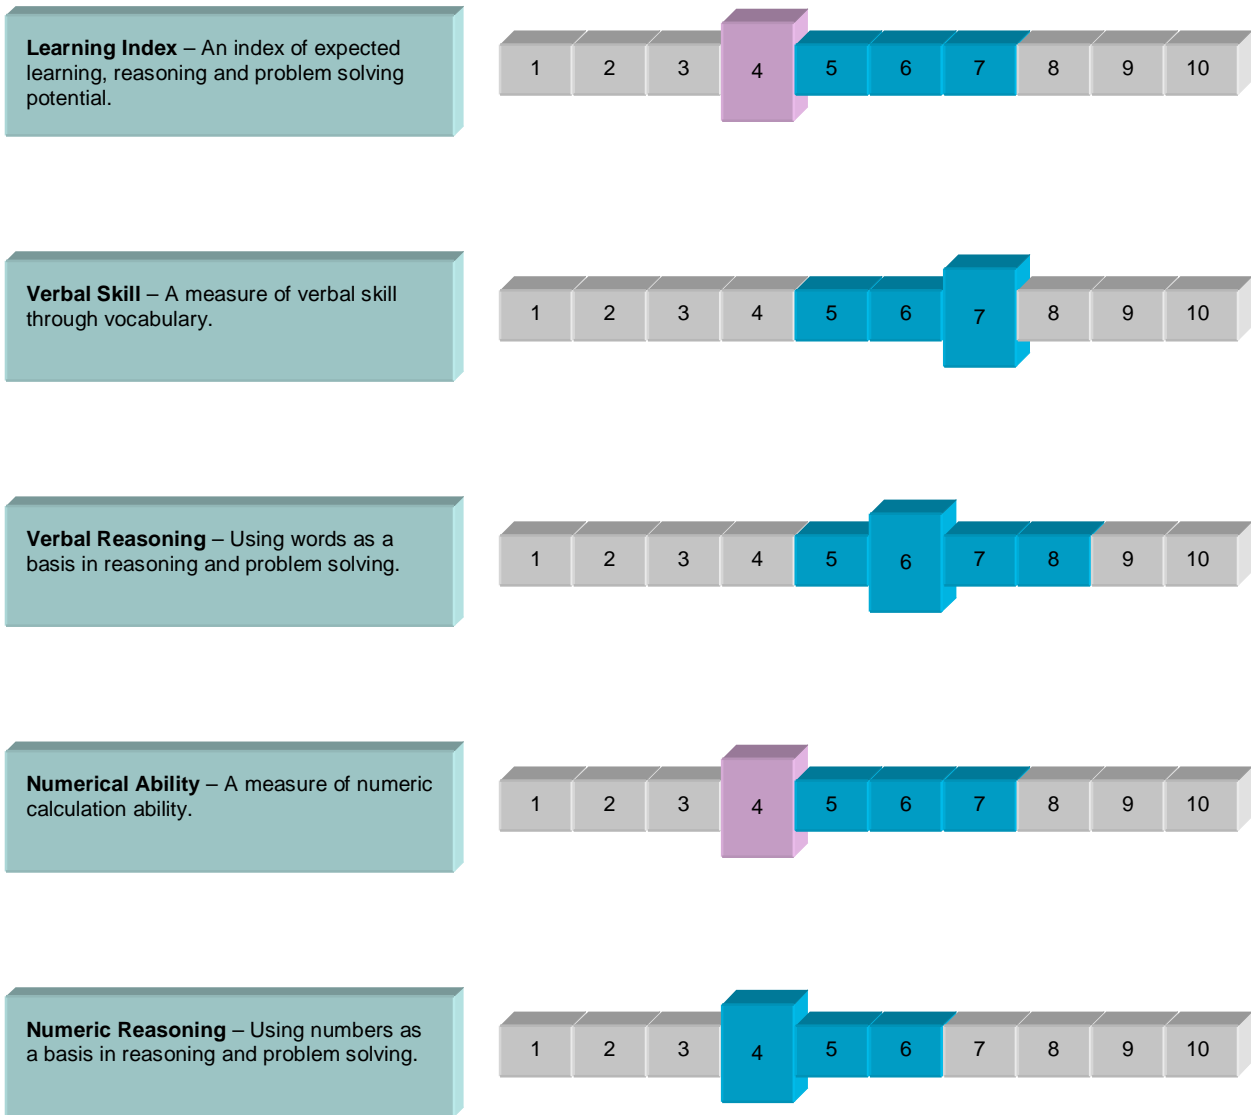 Learning Index – An index of expected
learning, reasoning and problem solving
potential.
1 2 3 4 5 6 7 8 9 10
Verbal Skill – A measure of verbal skill
through vocabulary.
1 2 3 4 5 6 7 8 9 10
Verbal Reasoning – Using words as a
basis in reasoning and problem solving.
1 2 3 4 5 6 7 8 9 10
Numerical Ability – A measure of numeric
calculation ability.
1 2 3 4 5 6 7 8 9 10
Numeric Reasoning – Using numbers as
a basis in reasoning and problem solving.
1 2 3 4 5 6 7 8 9 10